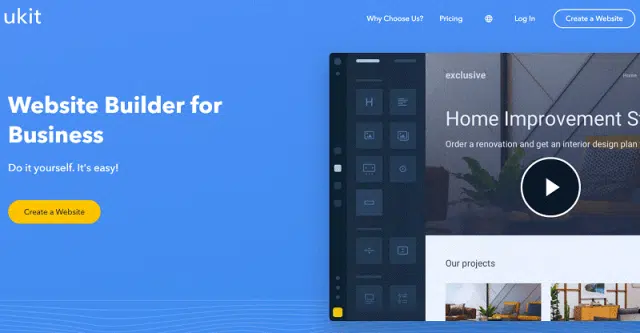 ukit
Why Choose Us?
Pricing
Log In
Create a Website
Website Builder for
Business
Do it yourself. It's easy!
Create a Website
exclusive
Home
Home Improvement St
Order a renovation and get an interior design plan
Our projects